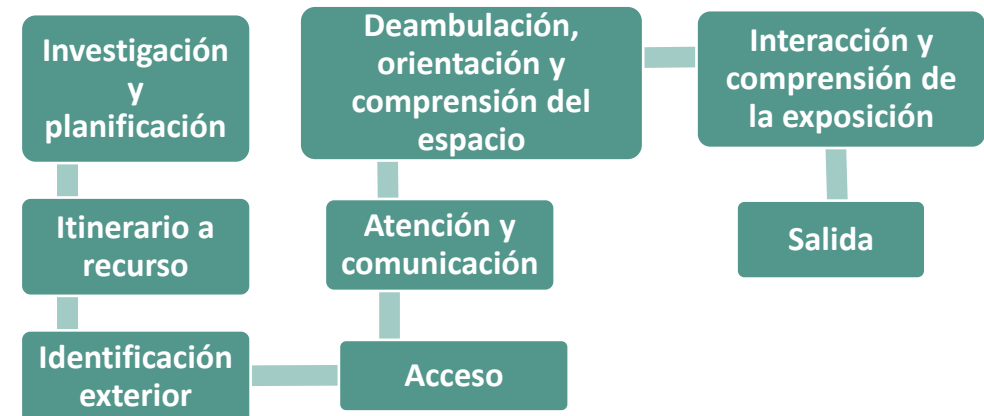 Investigación
y
planificación
Itinerario a
recurso
Identificación
exterior
Acceso
Atención y
comunicación
Deambulación,
orientación y
comprensión del
espacio
Interacción y
comprensión de
la exposición
Salida